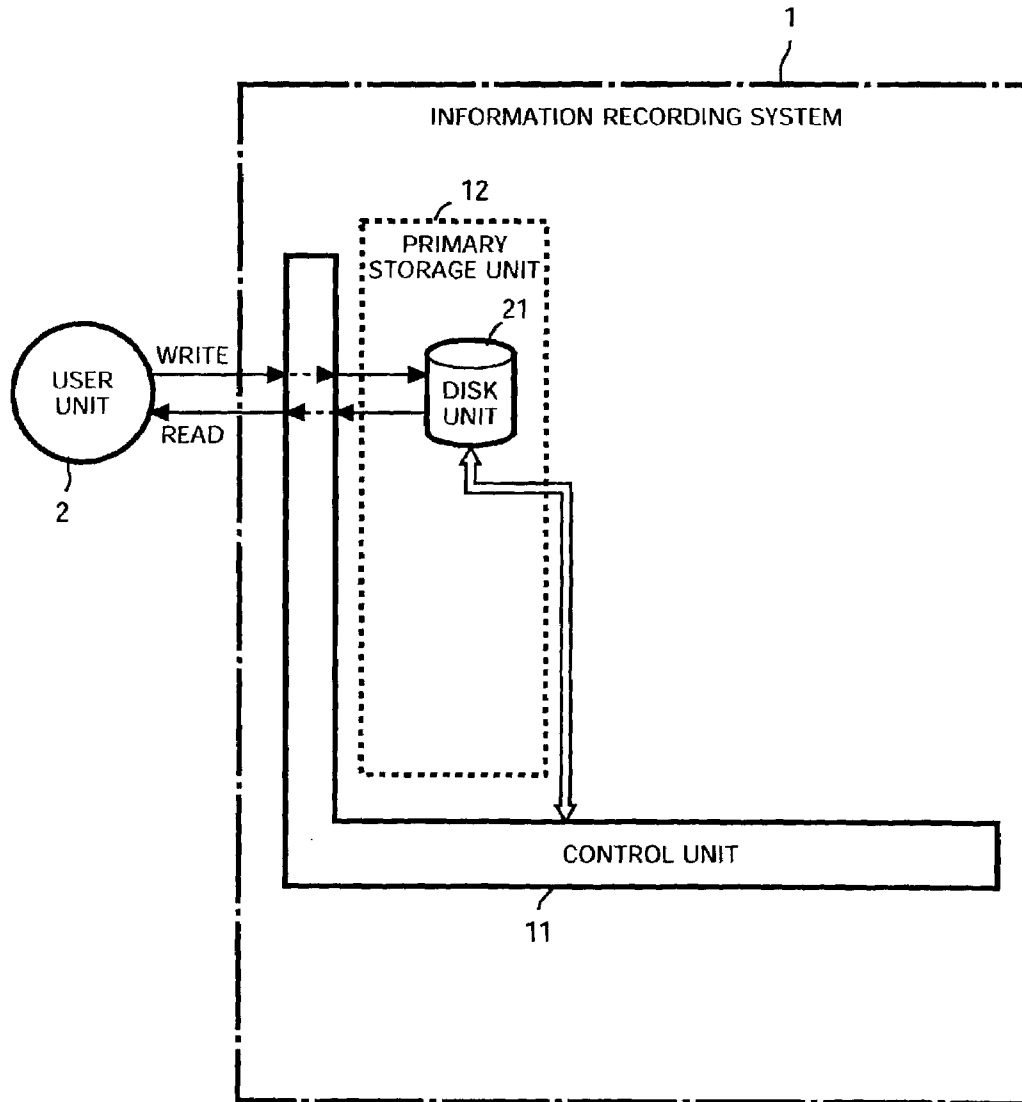 1
INFORMATION RECORDING SYSTEM
12
PRIMARY
STORAGE UNIT
21
WRITE
USER
UNIT
DISK
UNIT
READ
2
CONTROL UNIT
11